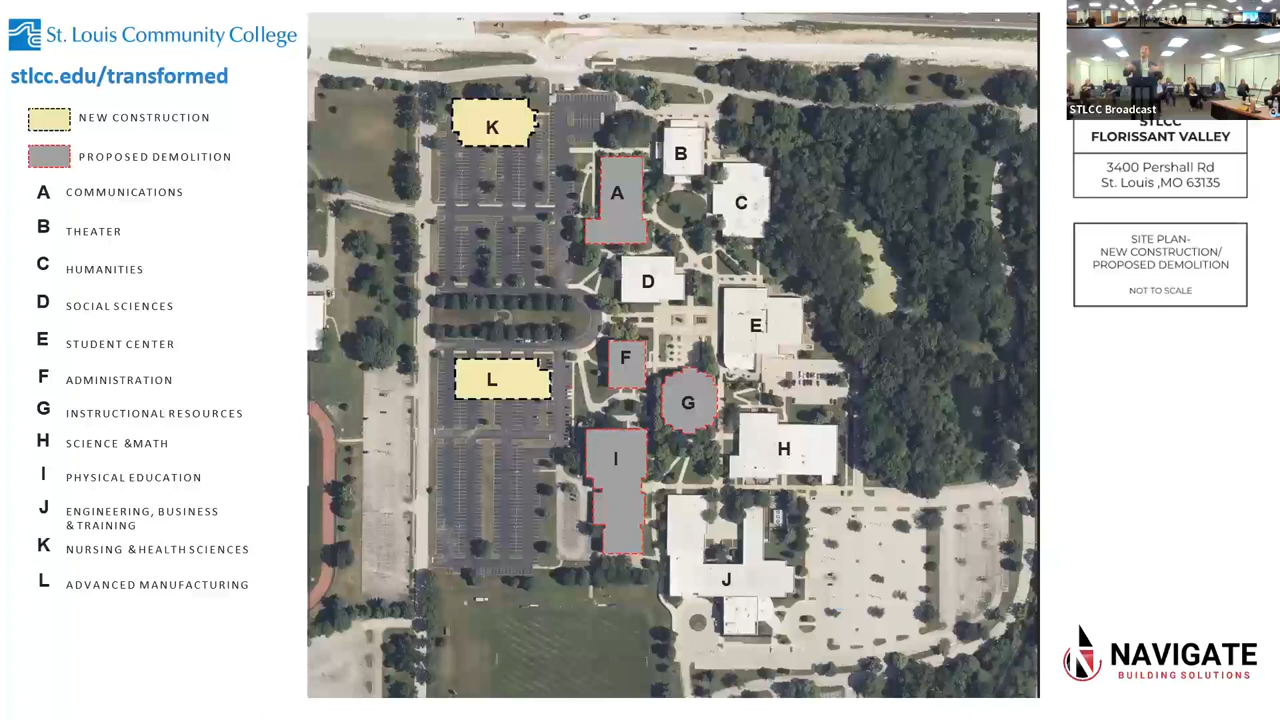 St. Louis Community College
stlcc.edu/transformed
NEW CONSTRUCTION
PROPOSED DEMOLITION
A COMMUNICATIONS
B THEATER
C HUMANITIES
D SOCIAL SCIENCES
E STUDENT CENTER
F ADMINISTRATION
G INSTRUCTIONAL RESOURCES
H SCIENCE & MATH
I PHYSICAL EDUCATION
J ENGINEERING, BUSINESS
& TRAINING
K NURSING & HEALTH SCIENCES
L ADVANCED MANUFACTURING
K
B
A
C
D
E
F
L
G
H
I
J
STLCC Broadcast
STLCC
FLORISSANT VALLEY
3400 Pershall Rd
St. Louis ,MO 63135
SITE PLAN-
NEW CONSTRUCTION/
PROPOSED DEMOLITION
NOT TO SCALE
NAVIGATE
BUILDING SOLUTIONS